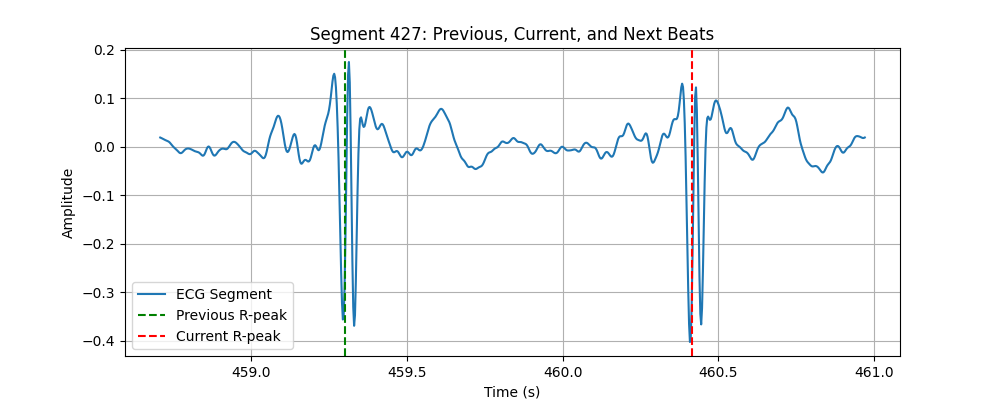 Segment 427: Previous, Current, and Next Beats
0.2
0.1
0.0
−0.1
−0.2
−0.3
−0.4
Amplitude
ECG Segment
Previous R-peak
Current R-peak
459.0 459.5 460.0 460.5 461.0
Time (s)